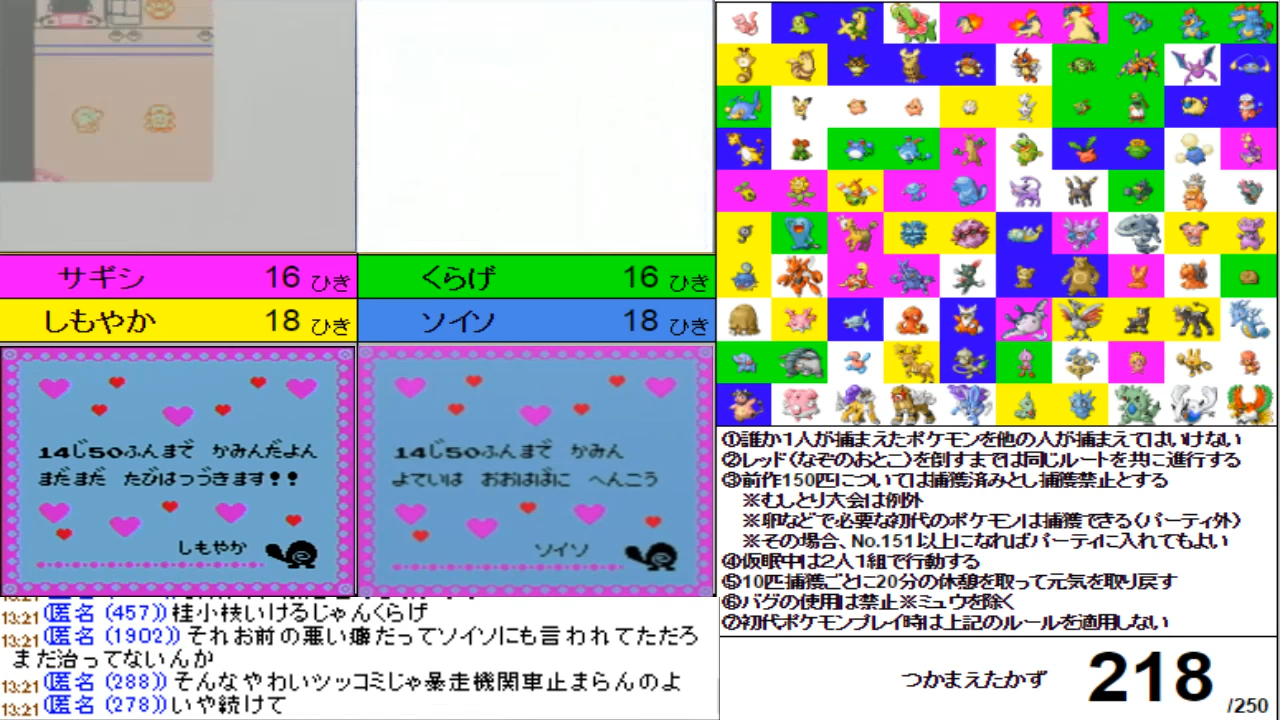 サギシ 16 ひき
くらげ 16 ひき
しもやか 18 ひき
ソイソ 18 ひき
14じ50ふんまで かみんだよん
まだまだ たびはつづきます！！
しもやか
14じ50ふんまで かみん
よていは おおはばに へんこう
ソイソ
13:21 (匿名 (457)) 桂小枝いけるじゃんくらげ
13:21 (匿名 (1902)) それお前の悪い癖だってソイソにも言われてただろ
まだ治ってないんか
13:21 (匿名 (288)) そんなやわいツッコミじゃ暴走機関車止まらんのよ
13:21 (匿名 (278)) いや続けて
①誰か1人が捕まえたポケモンを他の人が捕まえてはいけない
②レッド(なぞのおとこ)を倒すまでは同じルートを共に進行する
③前作150匹については捕獲済みとし捕獲禁止とする
※むしとり大会は例外
※卵などで必要な初代のポケモンは捕獲できる(パーティ外)
※その場合、No.151以上になればパーティに入れてもよい
④仮眠中は2人1組で行動する
⑤10匹捕獲ごとに20分の休憩を取って元気を取り戻す
⑥バグの使用は禁止※ミュウを除く
⑦初代ポケモンプレイ時は上記のルールを適用しない
つかまえたかず 218 /250